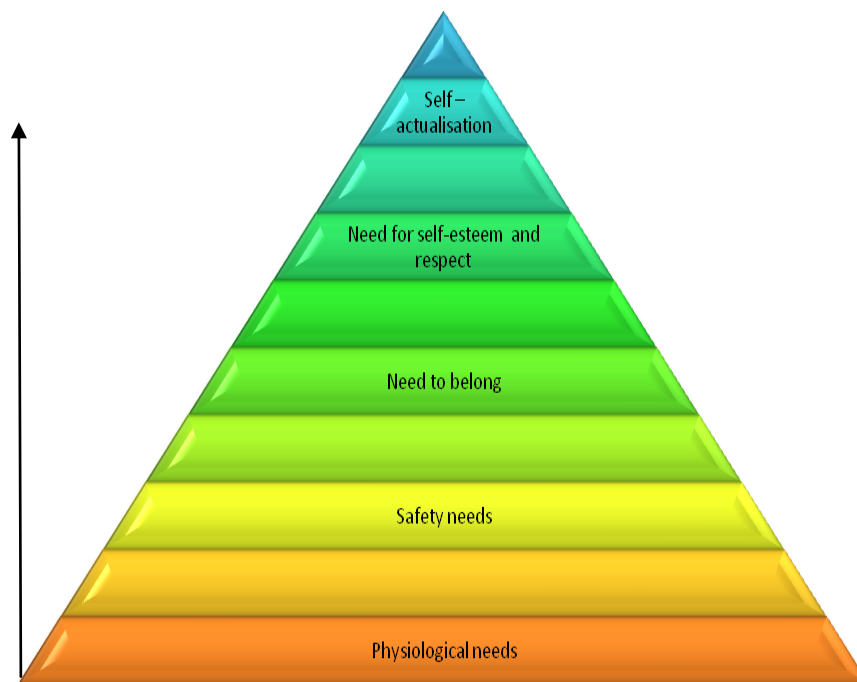 Self –
actualisation
Need for self-esteem and
respect
Need to belong
Safety needs
Physiological needs